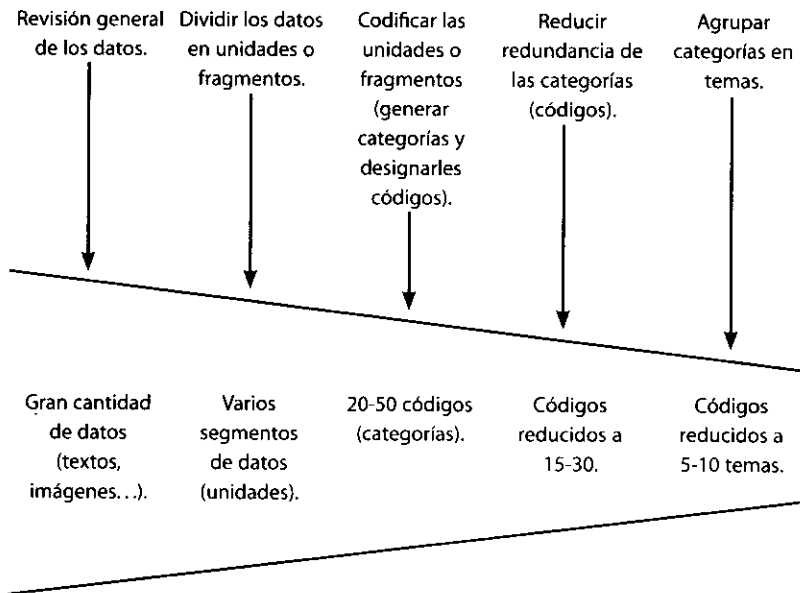 Revisión general
de los datos.
Dividir los datos
en unidades o
fragmentos.
Codificar las
unidades o
fragmentos
(generar
categorías y
designarles
códigos).
Reducir
redundancia de
las categorías
(códigos).
Agrupar
categorías en
temas.
Gran cantidad
de datos
(textos,
imágenes...).
Varios
segmentos
de datos
(unidades).
20-50 códigos
(categorías).
Códigos
reducidos a
15-30.
Códigos
reducidos a
5-10 temas.